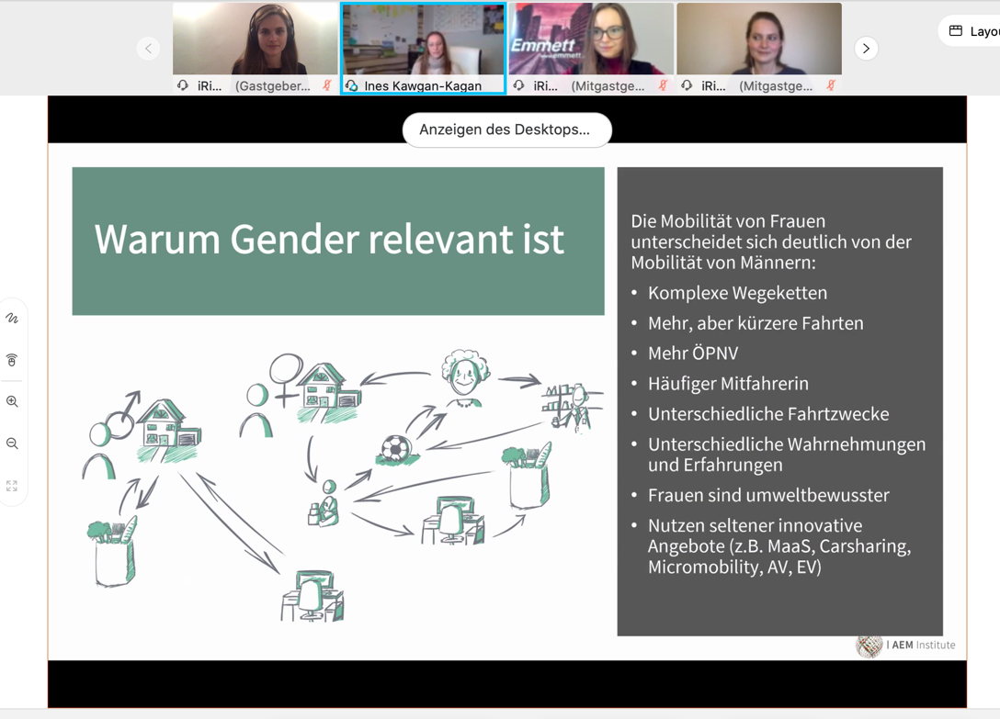 Emmett
emmett.
Layou
iRi... (Gastgeber...
Ines Kawgan-Kagan
iRi... (Mitgastge...
iRi... (Mitgastge...
Anzeigen des Desktops...
Warum Gender relevant ist
Die Mobilität von Frauen
unterscheidet sich deutlich von der
Mobilität von Männern:
• Komplexe Wegeketten
• Mehr, aber kürzere Fahrten
• Mehr ÖPNV
• Häufiger Mitfahrerin
• Unterschiedliche Fahrtzwecke
• Unterschiedliche Wahrnehmungen
und Erfahrungen
• Frauen sind umweltbewusster
• Nutzen seltener innovative
Angebote (z.B. MaaS, Carsharing,
Micromobility, AV, EV)
| AEM Institute